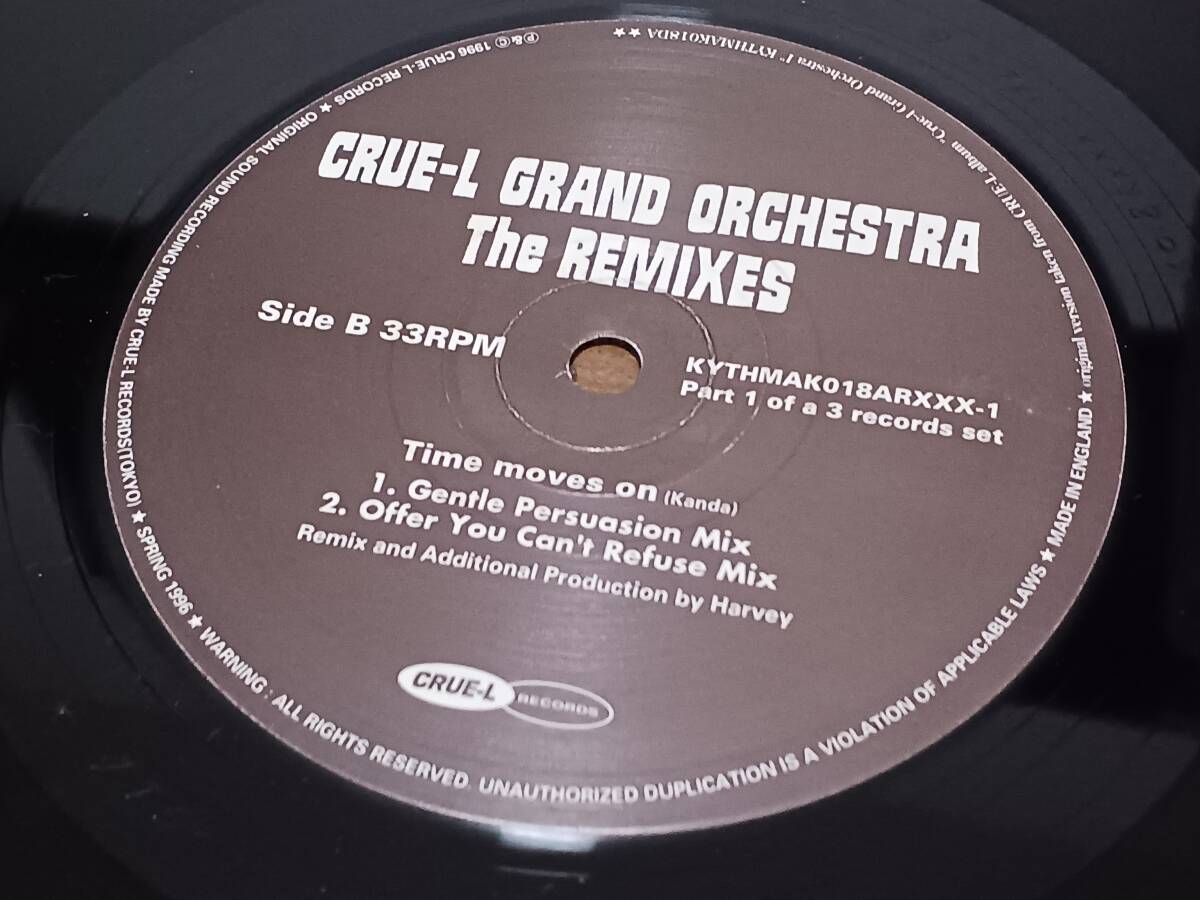 CRUE-L GRAND ORCHESTRA
The REMIXES
Side B 33RPM
KYTHMAK018ARXXX-1
Part 1 of a 3 records set
Time moves on (Kanda)
1. Gentle Persuasion Mix
2. Offer You Can't Refuse Mix
Remix and Additional Production by Harvey
CRUE-L RECORDS
℗&© 1996 CRUE-L RECORDS ★ ORIGINAL SOUND RECORDING MADE BY CRUE-L RECORDS(TOKYO) ★ SPRING 1996 ★ WARNING : ALL RIGHTS RESERVED. UNAUTHORIZED DUPLICATION IS A VIOLATION OF APPLICABLE LAWS ★ MADE IN ENGLAND ★ original version taken from CRUE-L album "Crue-l Grand Orchestra I" KYTHMAK018DA ★★